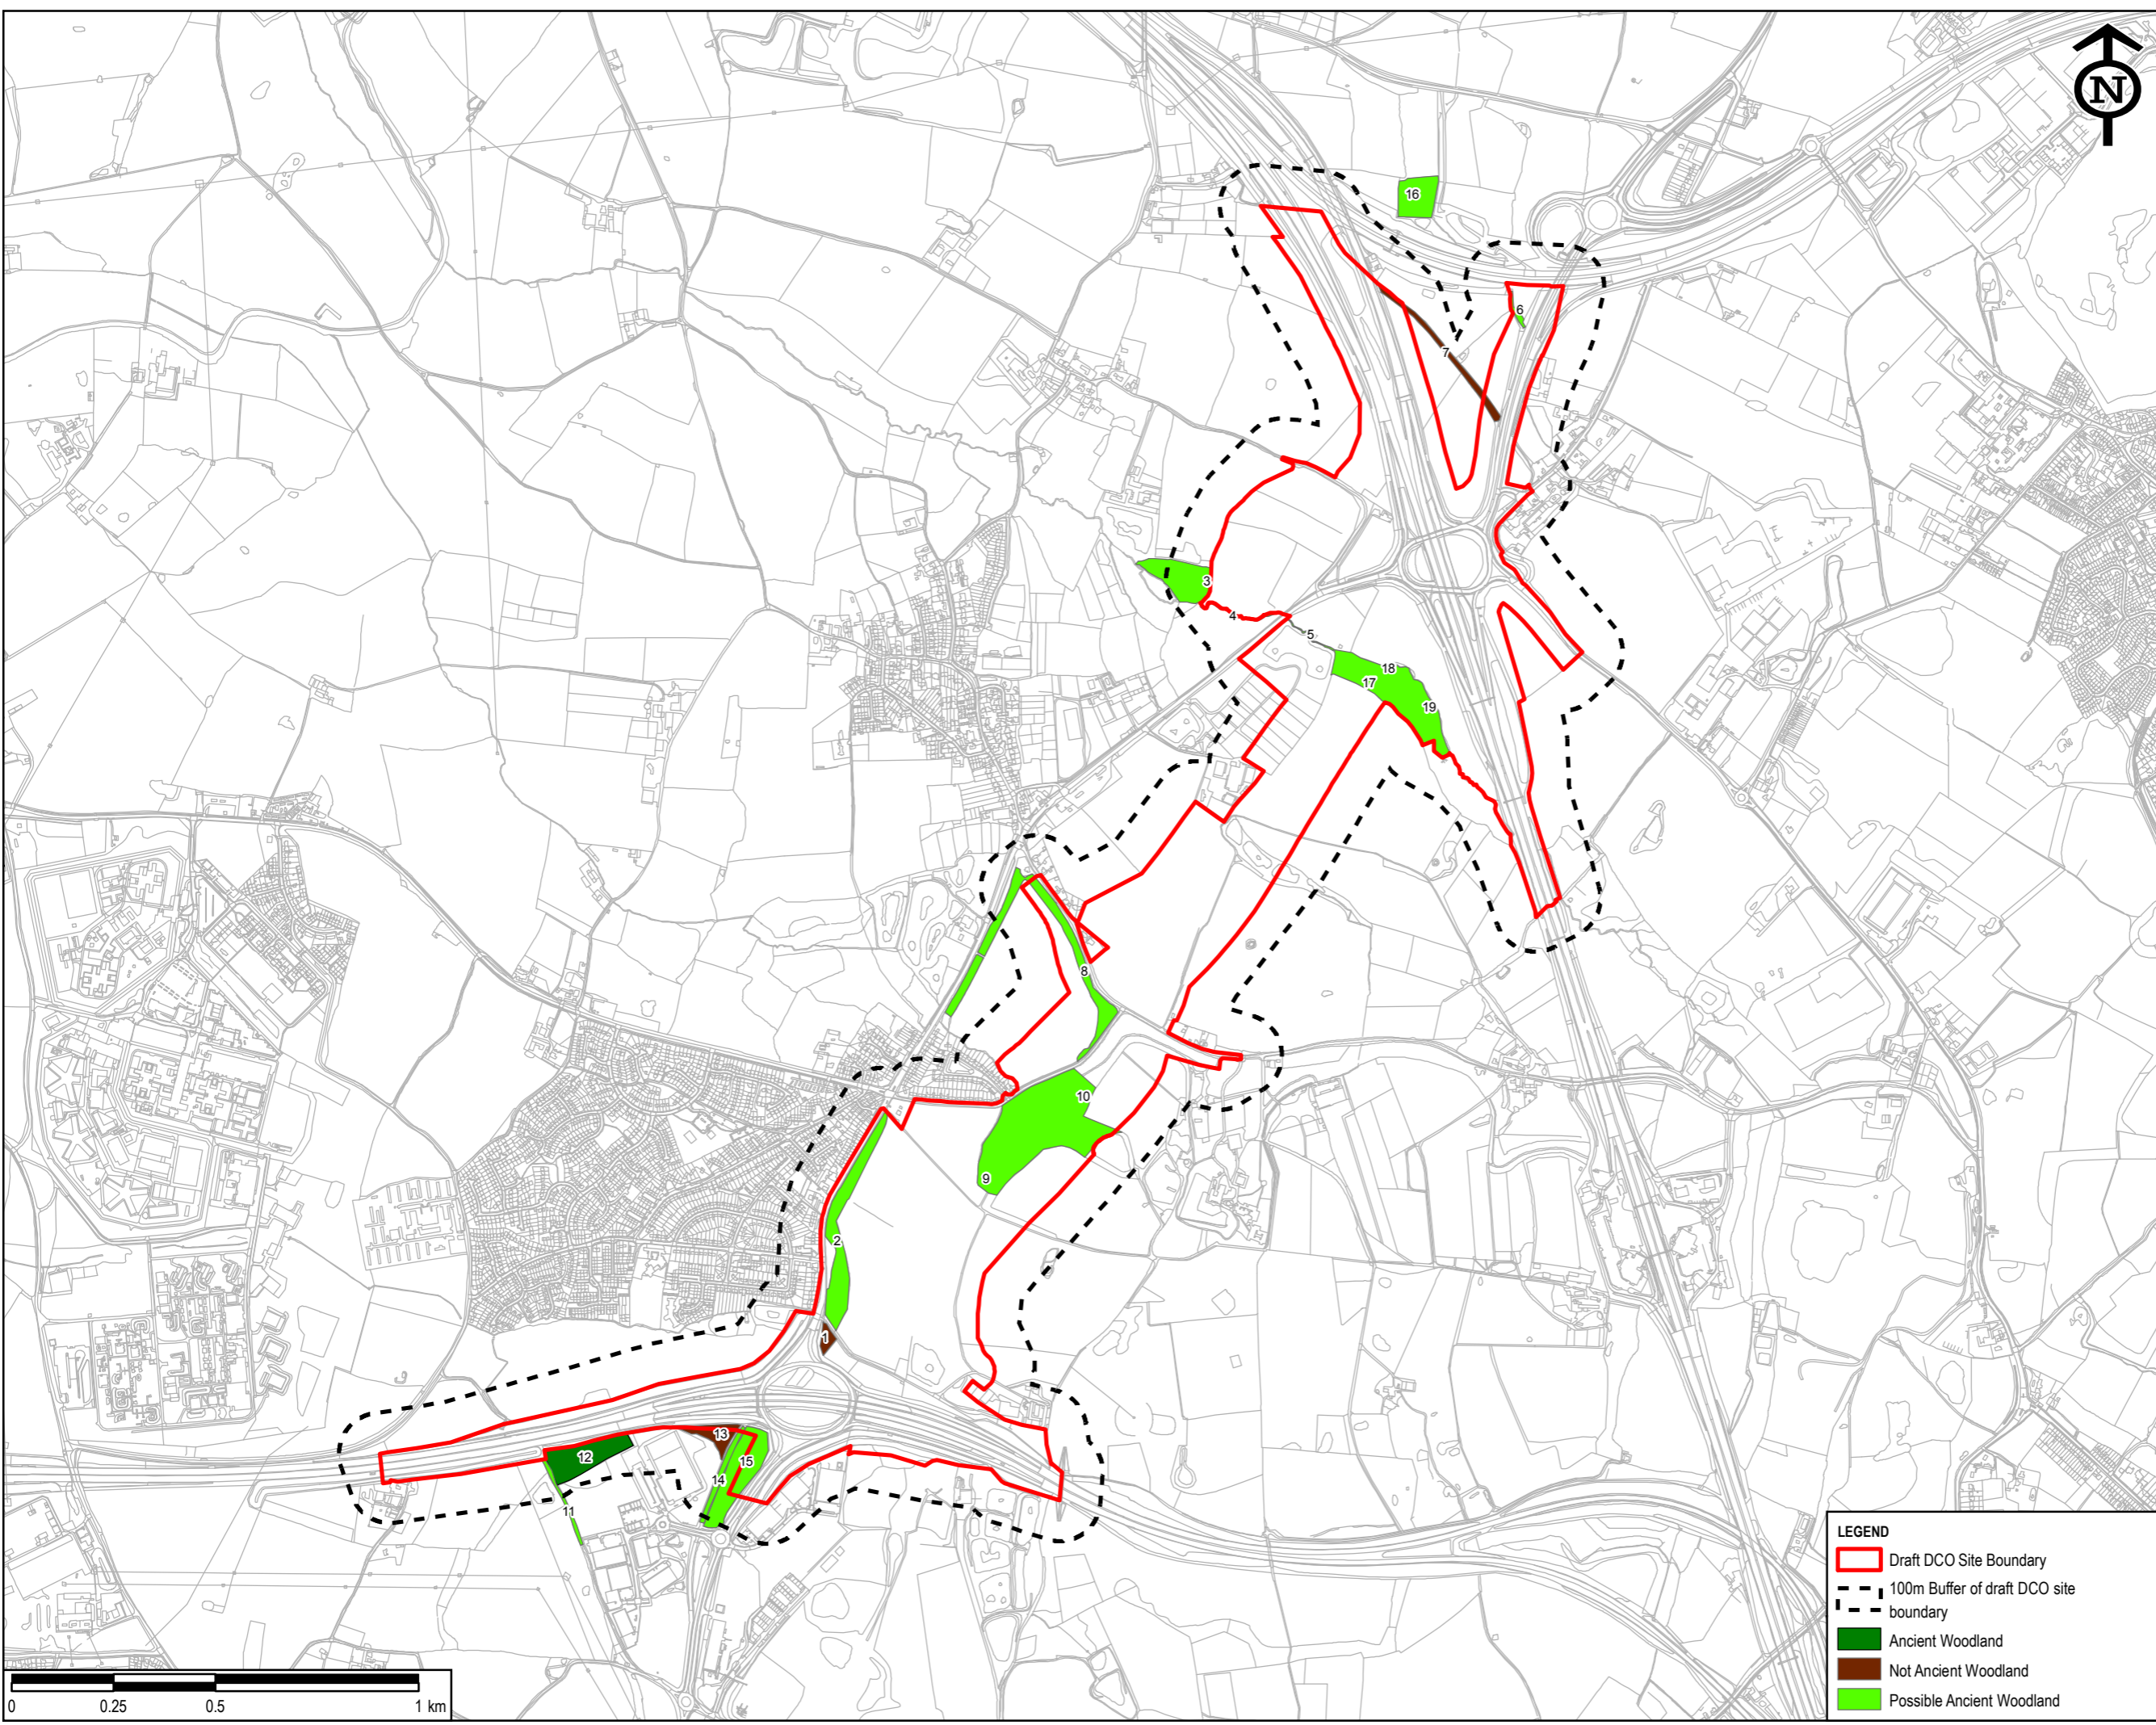 N
16
6
7
3
4
5
18
17
19
8
10
9
2
1
13
12
15
14
11
LEGEND
Draft DCO Site Boundary
100m Buffer of draft DCO site
boundary
Ancient Woodland
Not Ancient Woodland
Possible Ancient Woodland
0 0.25 0.5 1 km